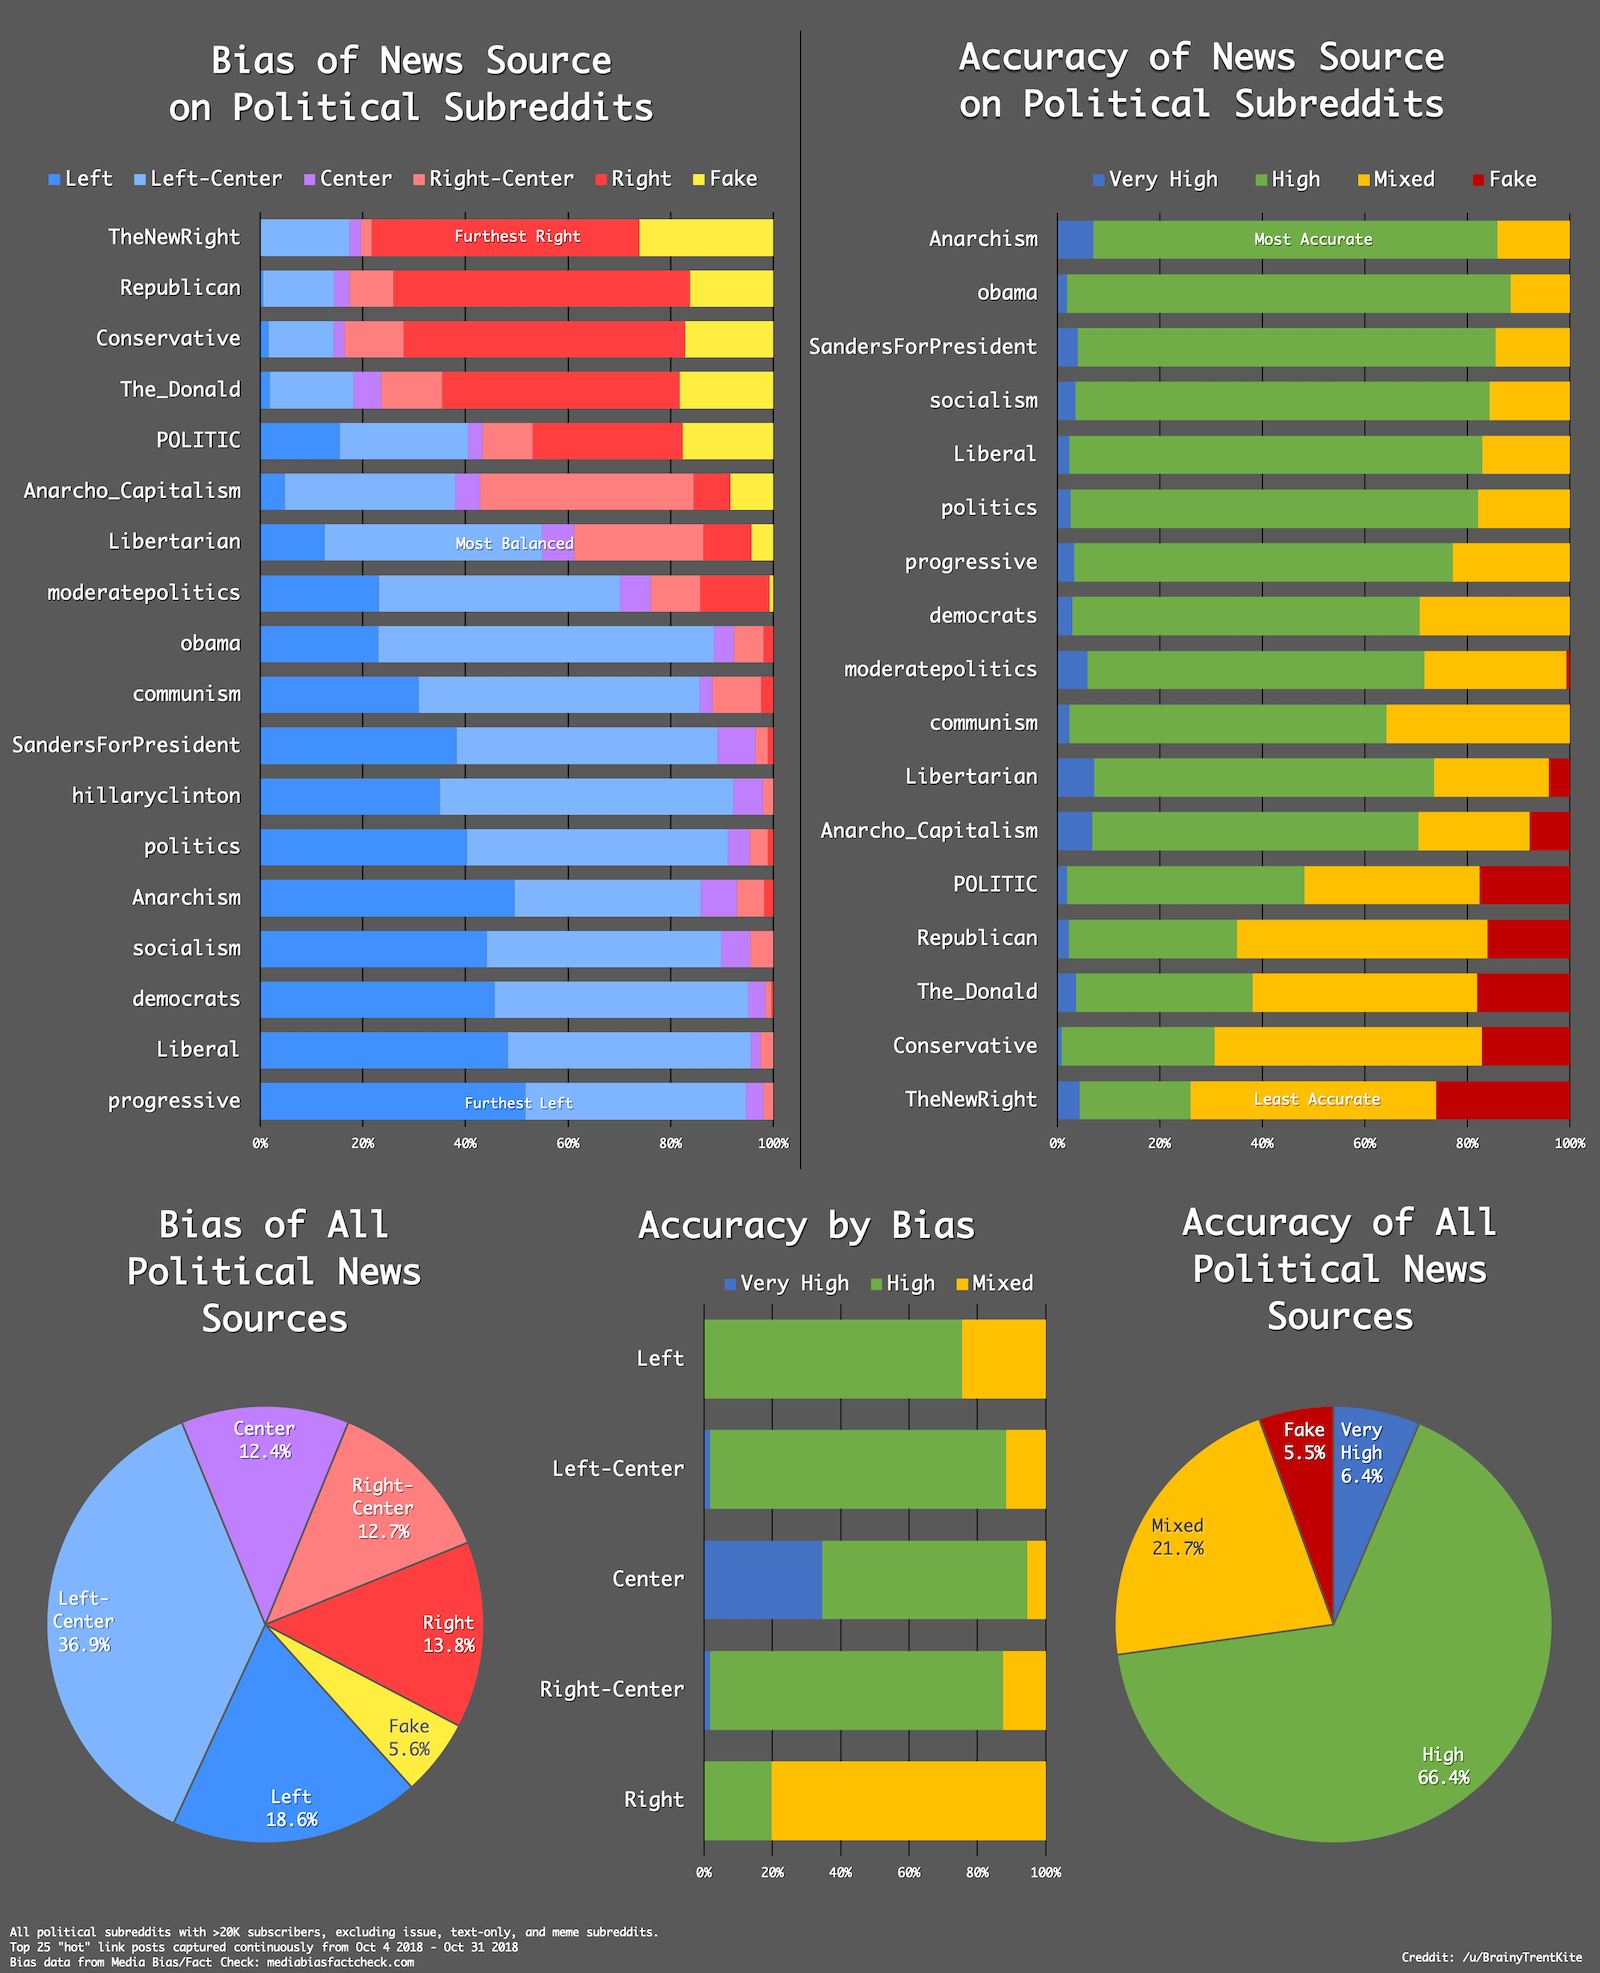 Bias of News Source
on Political Subreddits
Left Left-Center Center Right-Center Right Fake
TheNewRight
Furthest Right
Republican
Conservative
The_Donald
POLITIC
Anarcho_Capitalism
Libertarian
Most Balanced
moderatepolitics
obama
communism
SandersForPresident
hillaryclinton
politics
Anarchism
socialism
democrats
Liberal
progressive
Furthest Left
0% 20% 40% 60% 80% 100%
Accuracy of News Source
on Political Subreddits
Very High High Mixed Fake
Anarchism
Most Accurate
obama
SandersForPresident
socialism
Liberal
politics
progressive
democrats
moderatepolitics
communism
Libertarian
Anarcho_Capitalism
POLITIC
Republican
The_Donald
Conservative
TheNewRight
Least Accurate
0% 20% 40% 60% 80% 100%
Bias of All
Political News
Sources
Center
12.4%
Right-
Center
12.7%
Right
13.8%
Fake
5.6%
Left
18.6%
Left-
Center
36.9%
Accuracy by Bias
Very High High Mixed
Left
Left-Center
Center
Right-Center
Right
0% 20% 40% 60% 80% 100%
Accuracy of All
Political News
Sources
Fake
5.5%
Very
High
6.4%
Mixed
21.7%
High
66.4%
All political subreddits with >20K subscribers, excluding issue, text-only, and meme subreddits.
Top 25 "hot" link posts captured continuously from Oct 4 2018 - Oct 31 2018
Bias data from Media Bias/Fact Check: mediabiasfactcheck.com
Creddit: /u/BrainyTrentKite